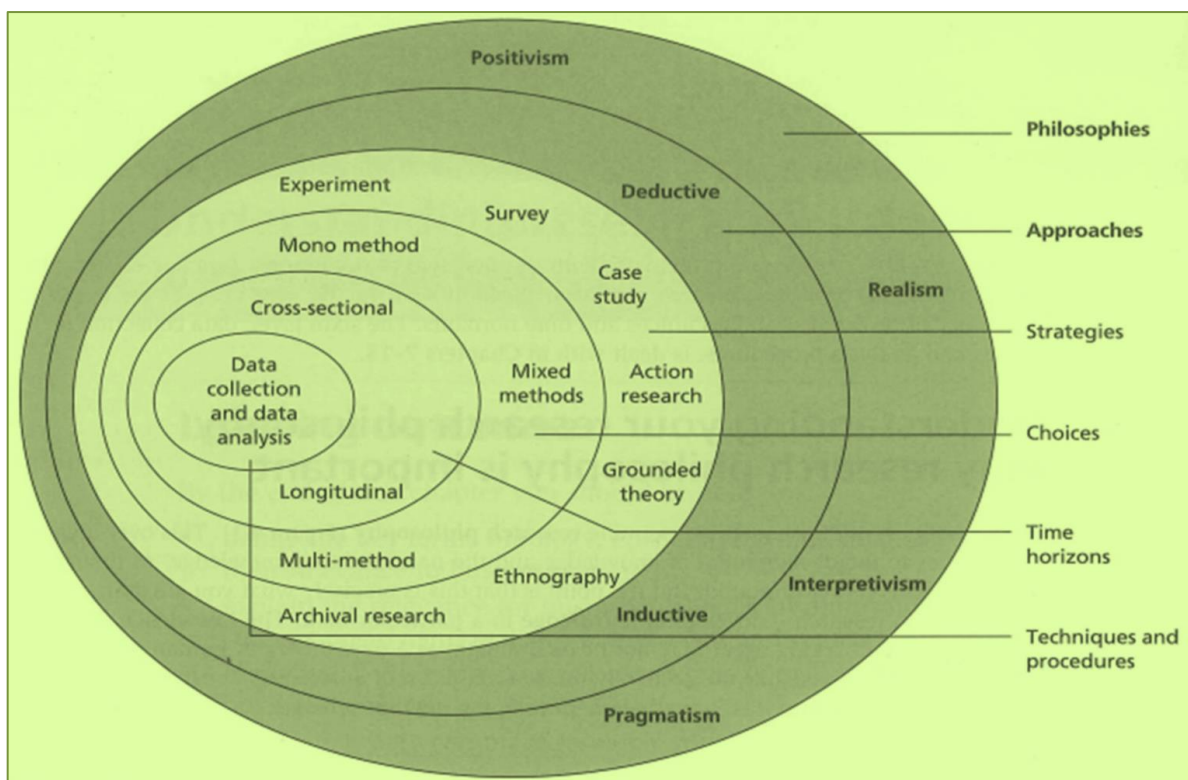 Positivism
Philosophies
Experiment
Deductive
Survey
Approaches
Mono method
Case
study
Realism
Cross-sectional
Strategies
Data
collection
and data
analysis
Mixed
methods
Action
research
Choices
Grounded
theory
Longitudinal
Time
horizons
Multi-method
Ethnography
Interpretivism
Archival research
Inductive
Techniques and
procedures
Pragmatism